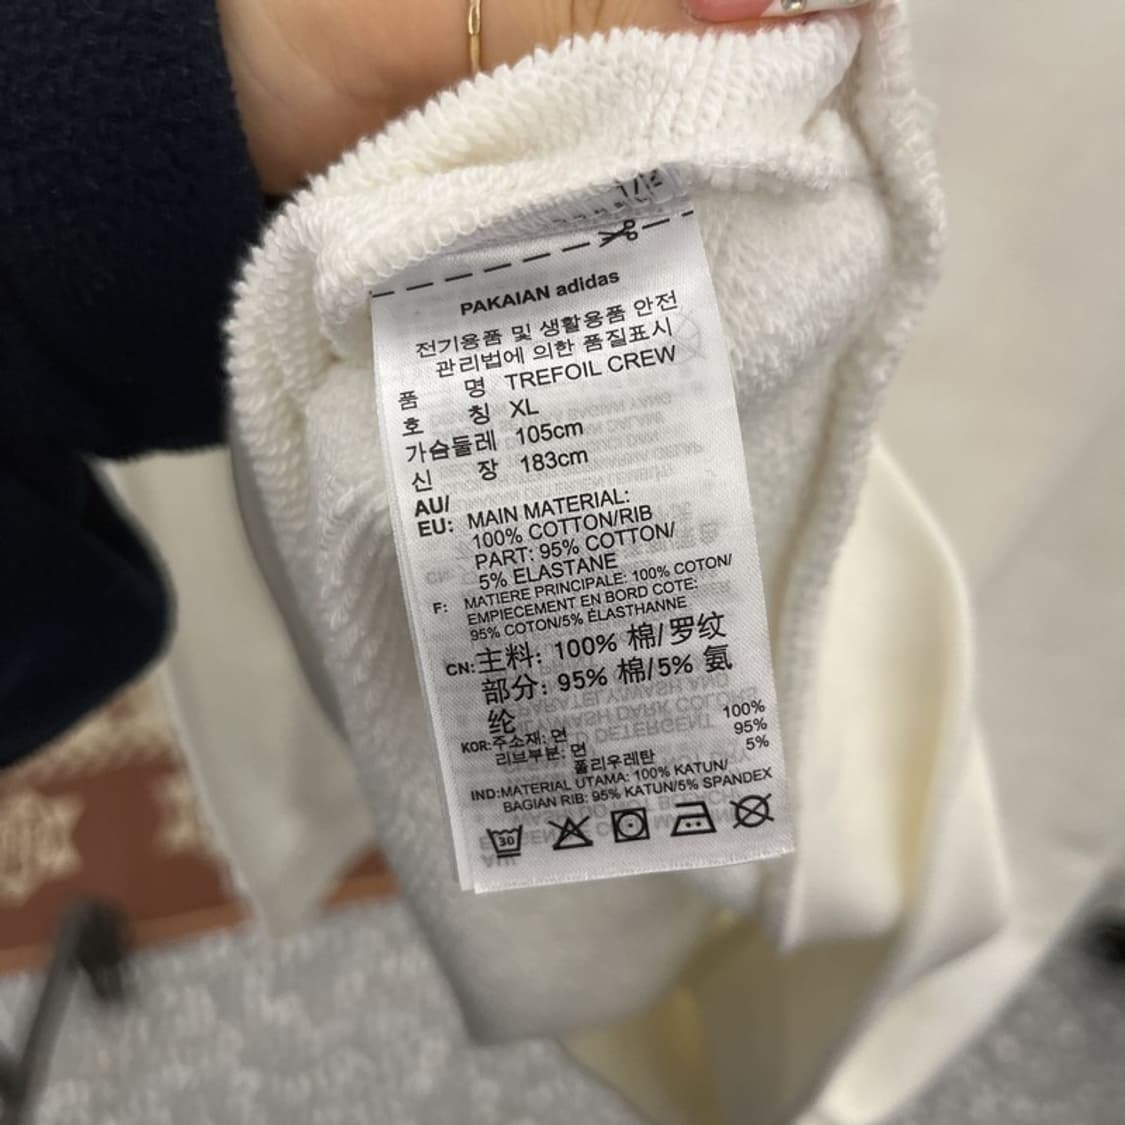 1/2
PAKAIAN adidas
전기용품 및 생활용품 안전
관리법에 의한 품질표시
품 명 TREFOIL CREW
호 칭 XL
가슴둘레 105cm
신 장 183cm
AU/
EU: MAIN MATERIAL:
100% COTTON/RIB
PART: 95% COTTON/
5% ELASTANE
F: MATIERE PRINCIPALE: 100% COTON/
EMPIECEMENT EN BORD COTE:
95% COTON/5% ÉLASTHANNE
CN: 主料: 100% 棉/罗纹
部分: 95% 棉/5% 氨
纶
KOR: 주소재: 면 100%
리브부분: 면 95%
폴리우레탄 5%
IND: MATERIAL UTAMA: 100% KATUN/
BAGIAN RIB: 95% KATUN/5% SPANDEX
30